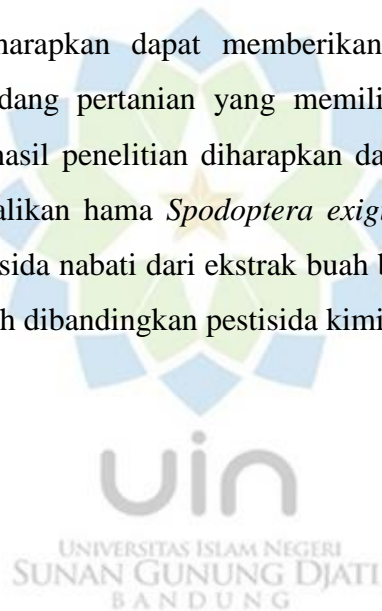 harapkan dapat memberikan
dang pertanian yang memili
hasil penelitian diharapkan da
alikan hama Spodoptera exig
sida nabati dari ekstrak buah b
h dibandingkan pestisida kimi
uin
UNIVERSITAS ISLAM NEGERI
SUNAN GUNUNG DJATI
BANDUNG